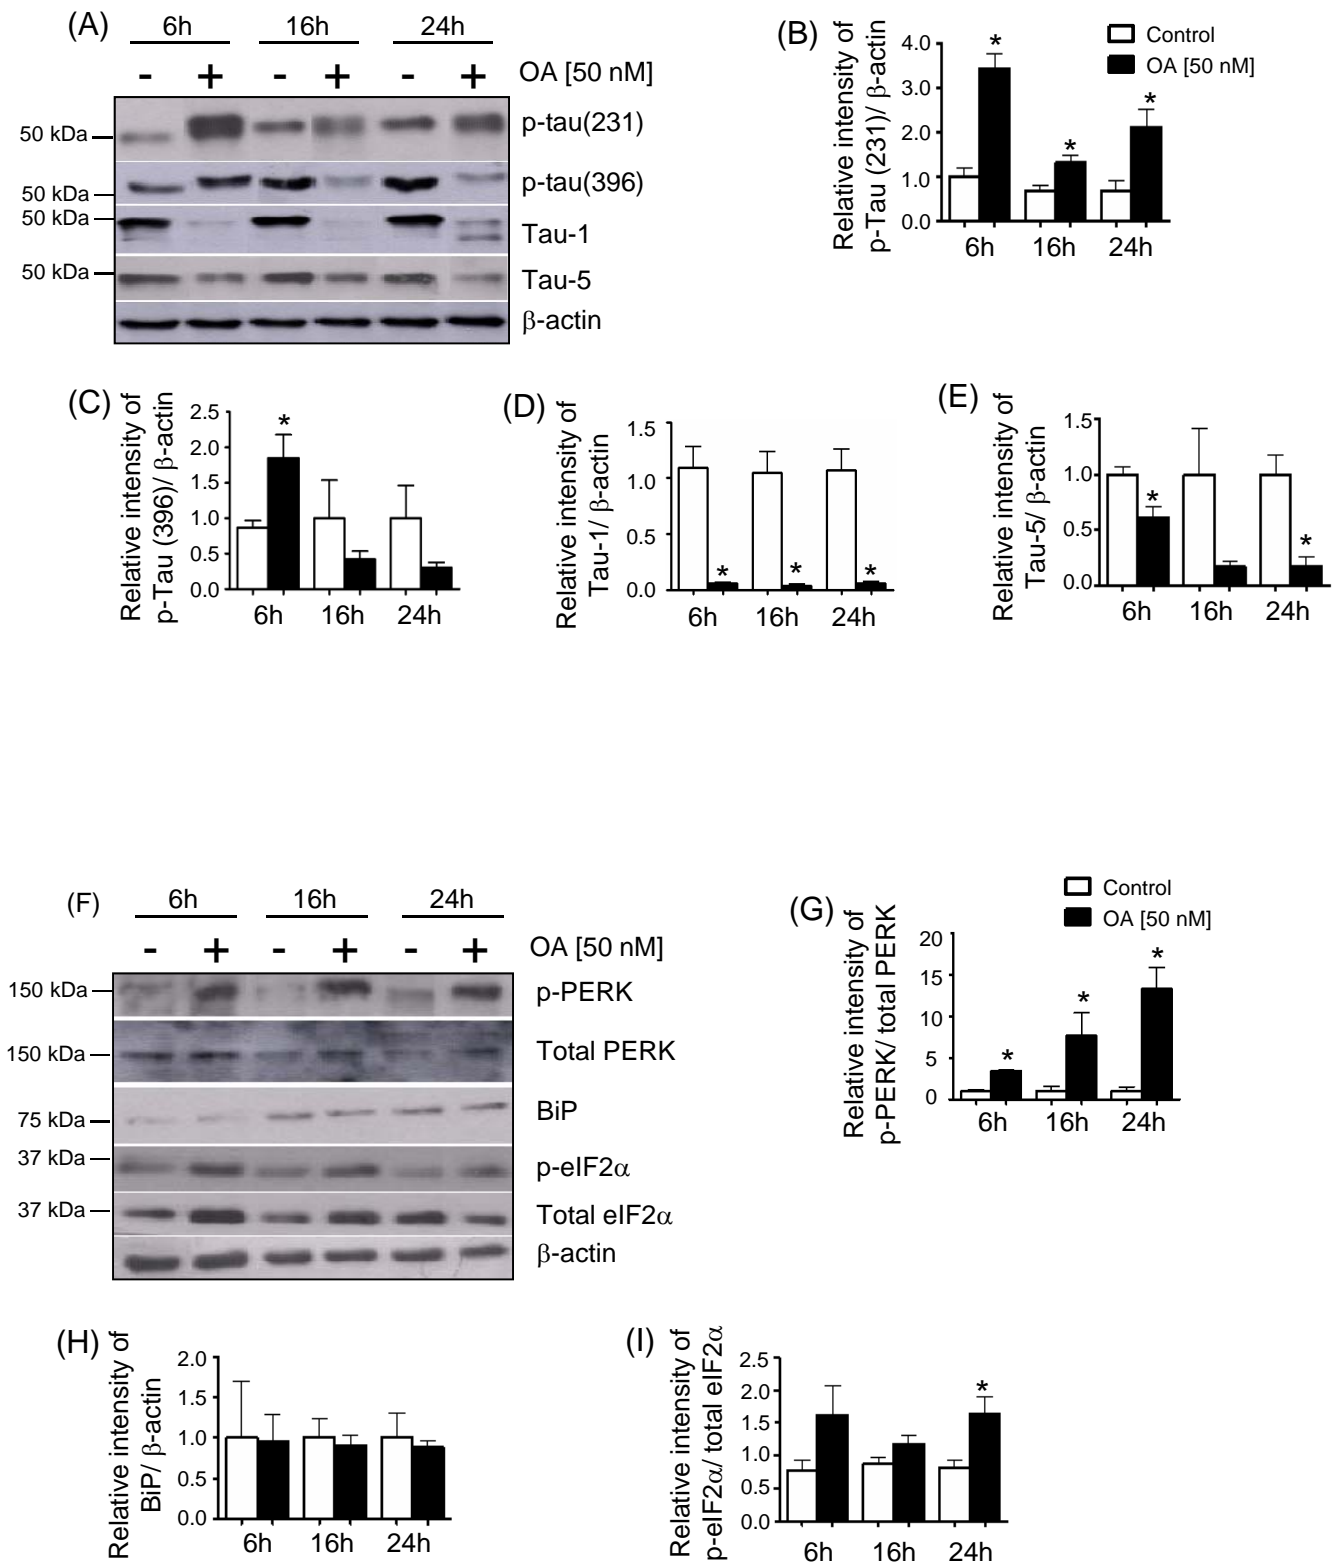 (A)
6h 16h 24h
- + - + - + OA [50 nM]
50 kDa p-tau(231)
50 kDa p-tau(396)
50 kDa Tau-1
50 kDa Tau-5
β-actin
(B)
Relative intensity of
p-Tau (231)/ β-actin
Control
OA [50 nM]
4.0
3.0
2.0
1.0
0.0
* * *
6h 16h 24h
(C)
Relative intensity of
p-Tau (396)/ β-actin
2.5
2.0
1.5
1.0
0.5
0.0
*
6h 16h 24h
(D)
Relative intensity of
Tau-1/ β-actin
1.5
1.0
0.5
0.0
* * *
6h 16h 24h
(E)
Relative intensity of
Tau-5/ β-actin
1.5
1.0
0.5
0.0
* *
6h 16h 24h
(F)
6h 16h 24h
- + - + - + OA [50 nM]
150 kDa p-PERK
150 kDa Total PERK
75 kDa BiP
37 kDa p-eIF2α
37 kDa Total eIF2α
β-actin
(G)
Relative intensity of
p-PERK/ total PERK
Control
OA [50 nM]
20
15
10
5
0
* * *
6h 16h 24h
(H)
Relative intensity of
BiP/ β-actin
2.0
1.5
1.0
0.5
0.0
6h 16h 24h
(I)
Relative intensity of
p-eIF2α/ total eIF2α
2.5
2.0
1.5
1.0
0.5
0.0
*
6h 16h 24h